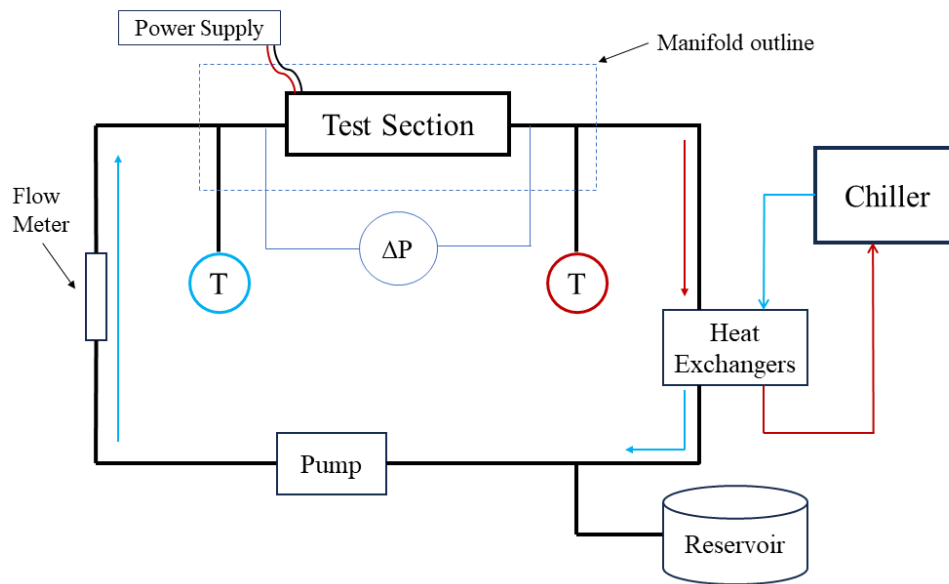 Power Supply
Manifold outline
Test Section
Flow
Meter
Chiller
ΔP
T
T
Heat
Exchangers
Pump
Reservoir